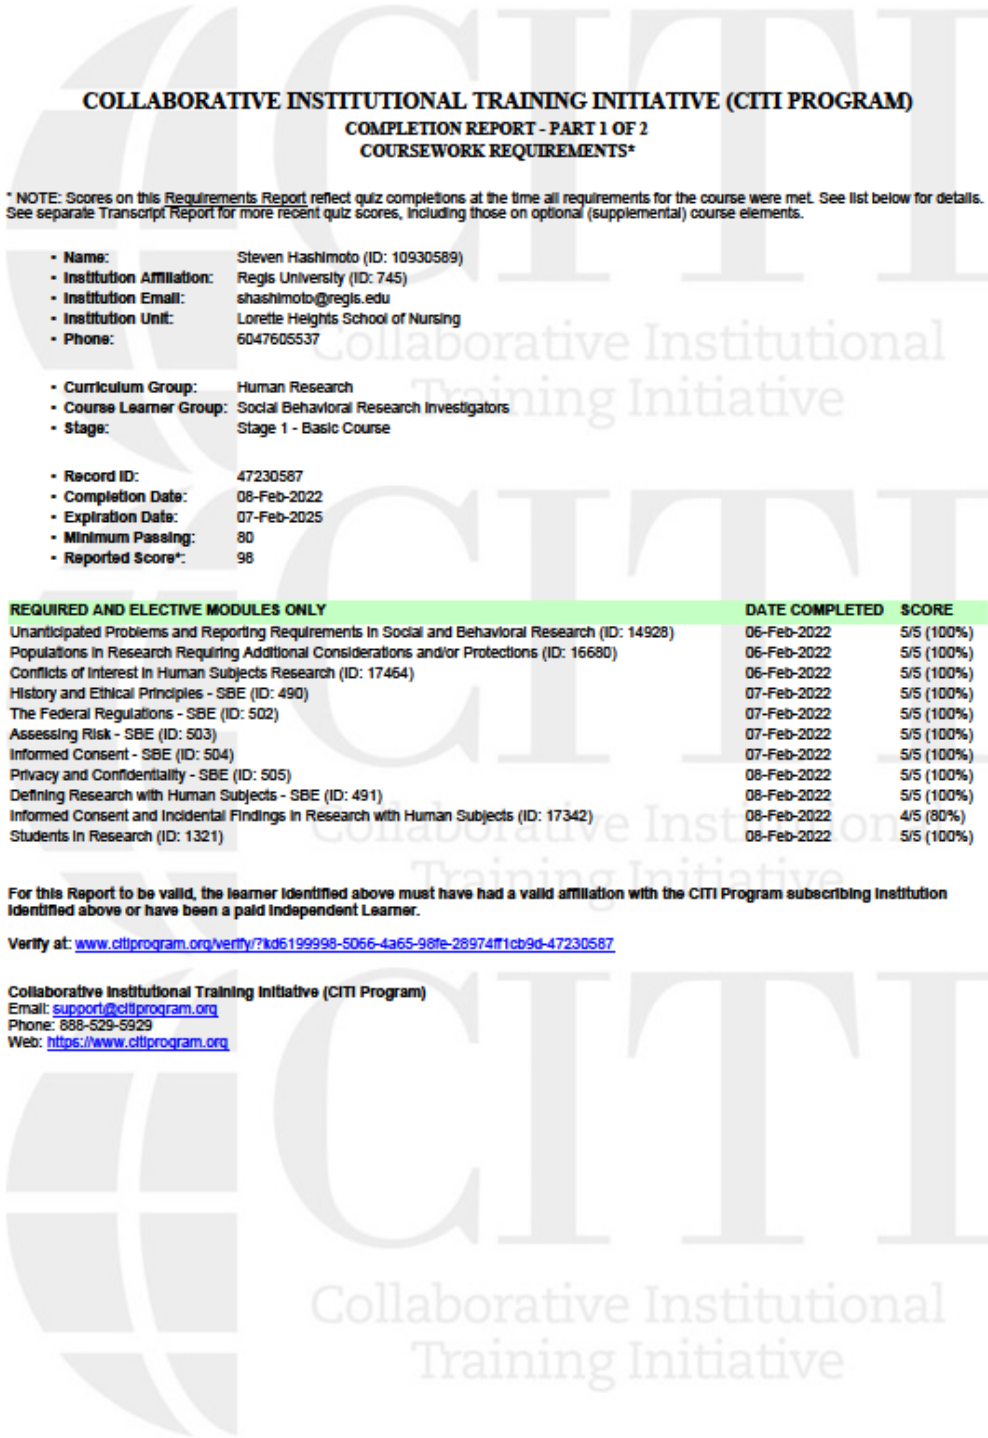 COLLABORATIVE INSTITUTIONAL TRAINING INITIATIVE (CITI PROGRAM)
COMPLETION REPORT - PART 1 OF 2
COURSEWORK REQUIREMENTS*
* NOTE: Scores on this Requirements Report reflect quiz completions at the time all requirements for the course were met. See list below for details.
See separate Transcript Report for more recent quiz scores, including those on optional (supplemental) course elements.
• Name: Steven Hashimoto (ID: 10930589)
• Institution Affiliation: Regis University (ID: 745)
• Institution Email: shashimoto@regis.edu
• Institution Unit: Lorette Heights School of Nursing
• Phone: 6047605537
• Curriculum Group: Human Research
• Course Learner Group: Social Behavioral Research Investigators
• Stage: Stage 1 - Basic Course
• Record ID: 47230587
• Completion Date: 08-Feb-2022
• Expiration Date: 07-Feb-2025
• Minimum Passing: 80
• Reported Score*: 98
REQUIRED AND ELECTIVE MODULES ONLY DATE COMPLETED SCORE
Unanticipated Problems and Reporting Requirements in Social and Behavioral Research (ID: 14928) 06-Feb-2022 5/5 (100%)
Populations in Research Requiring Additional Considerations and/or Protections (ID: 16680) 06-Feb-2022 5/5 (100%)
Conflicts of Interest in Human Subjects Research (ID: 17464) 06-Feb-2022 5/5 (100%)
History and Ethical Principles - SBE (ID: 490) 07-Feb-2022 5/5 (100%)
The Federal Regulations - SBE (ID: 502) 07-Feb-2022 5/5 (100%)
Assessing Risk - SBE (ID: 503) 07-Feb-2022 5/5 (100%)
Informed Consent - SBE (ID: 504) 07-Feb-2022 5/5 (100%)
Privacy and Confidentiality - SBE (ID: 505) 08-Feb-2022 5/5 (100%)
Defining Research with Human Subjects - SBE (ID: 491) 08-Feb-2022 5/5 (100%)
Informed Consent and Incidental Findings in Research with Human Subjects (ID: 17342) 08-Feb-2022 4/5 (80%)
Students in Research (ID: 1321) 08-Feb-2022 5/5 (100%)
For this Report to be valid, the learner identified above must have had a valid affiliation with the CITI Program subscribing institution
identified above or have been a paid Independent Learner.
Verify at: www.citiprogram.org/verify/?kd6199998-5066-4a65-98fe-28974ff1cb9d-47230587
Collaborative Institutional Training Initiative (CITI Program)
Email: support@citiprogram.org
Phone: 888-529-5929
Web: https://www.citiprogram.org
CITI
Collaborative Institutional
Training Initiative
CITI
Collaborative Institutional
Training Initiative
CITI
Collaborative Institutional
Training Initiative